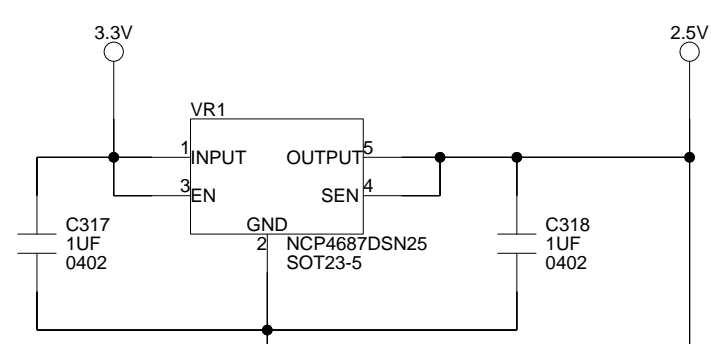 3.3V
2.5V
VR1
1
INPUT
OUTPUT
5
3
EN
SEN
4
GND
2
NCP4687DSN25
SOT23-5
C317
1UF
0402
C318
1UF
0402